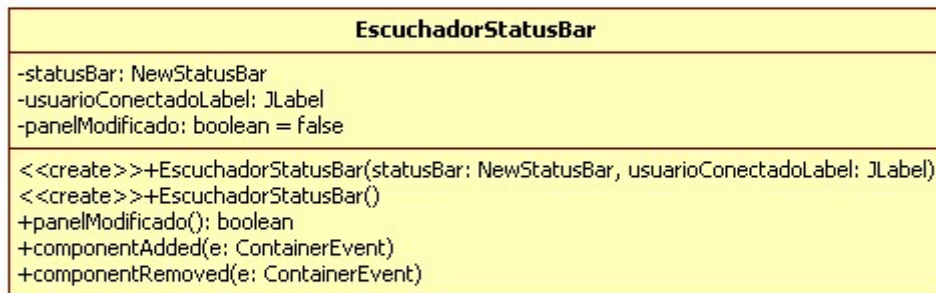 EscuchadorStatusBar
-statusBar: NewStatusBar
-usuarioConectadoLabel: JLabel
-panelModificado: boolean = false
<<create>>+EscuchadorStatusBar(statusBar: NewStatusBar, usuarioConectadoLabel: JLabel)
<<create>>+EscuchadorStatusBar()
+panelModificado(): boolean
+componentAdded(e: ContainerEvent)
+componentRemoved(e: ContainerEvent)